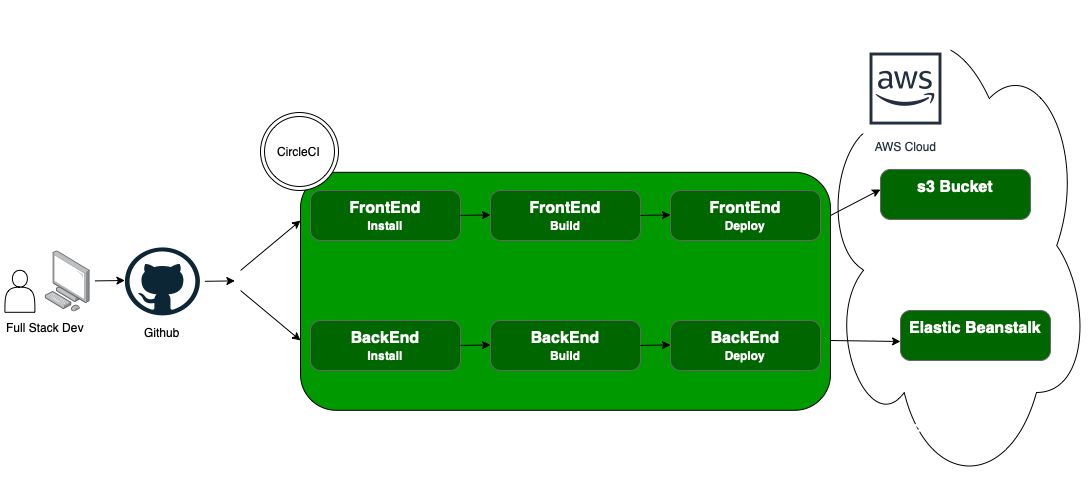 aws
AWS Cloud
CircleCI
FrontEnd
Install
FrontEnd
Build
FrontEnd
Deploy
s3 Bucket
Full Stack Dev
Github
BackEnd
Install
BackEnd
Build
BackEnd
Deploy
Elastic Beanstalk